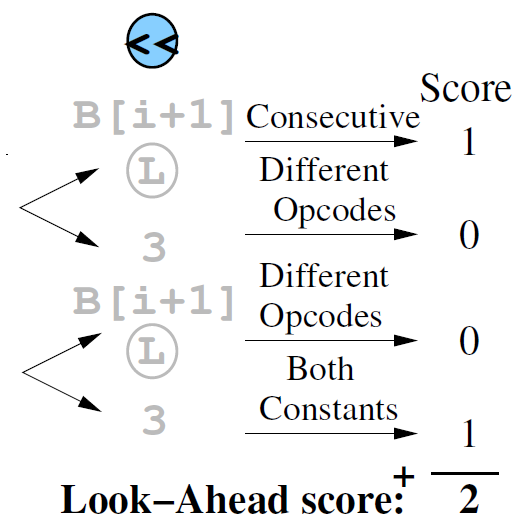 <<
Score
B[i+1] Consecutive
1
L Different
Opcodes
0
3
Different
B[i+1]
Opcodes
L
0
Both
3 Constants
1
+
Look-Ahead score: 2